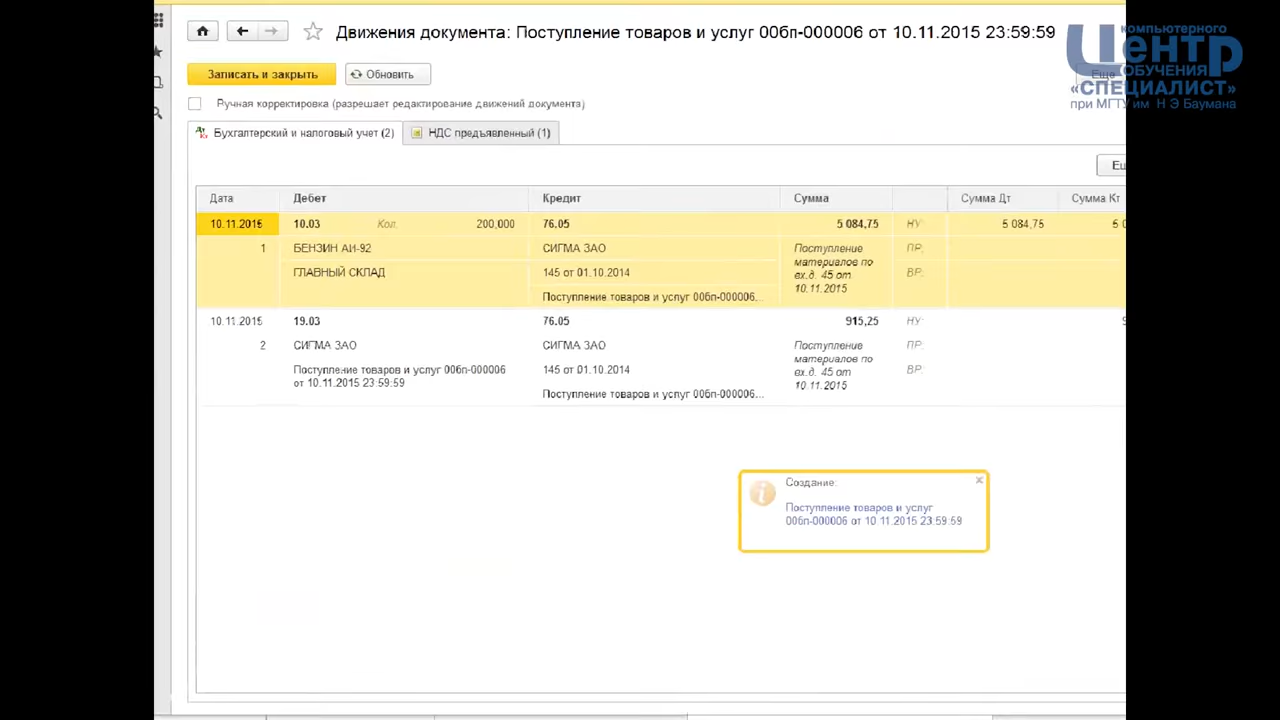 Движения документа: Поступление товаров и услуг 00бп-000006 от 10.11.2015 23:59:59
компьютерного
Центр
ОБУЧЕНИЯ
«СПЕЦИАЛИСТ»
при МГТУ им Н Э Баумана
Записать и закрыть
Обновить
Еще
Ручная корректировка (разрешает редактирование движений документа)
Бухгалтерский и налоговый учет (2)
НДС предъявленный (1)
Дата Дебет Кредит Сумма Сумма Дт Сумма Кт
10.11.2015 10.03 Кол. 200,000 76.05 5 084,75 НУ: 5 084,75
1 БЕНЗИН АИ-92 СИГМА ЗАО Поступление ПР:
материалов по
ГЛАВНЫЙ СКЛАД 145 от 01.10.2014 вх.д. 45 от ВР:
10.11.2015
Поступление товаров и услуг 00бп-000006...
10.11.2015 19.03 76.05 915,25 НУ:
2 СИГМА ЗАО СИГМА ЗАО Поступление ПР:
материалов по
Поступление товаров и услуг 00бп-000006 145 от 01.10.2014 вх.д. 45 от ВР:
от 10.11.2015 23:59:59 10.11.2015
Поступление товаров и услуг 00бп-000006...
Создание:
Поступление товаров и услуг
00бп-000006 от 10.11.2015 23:59:59